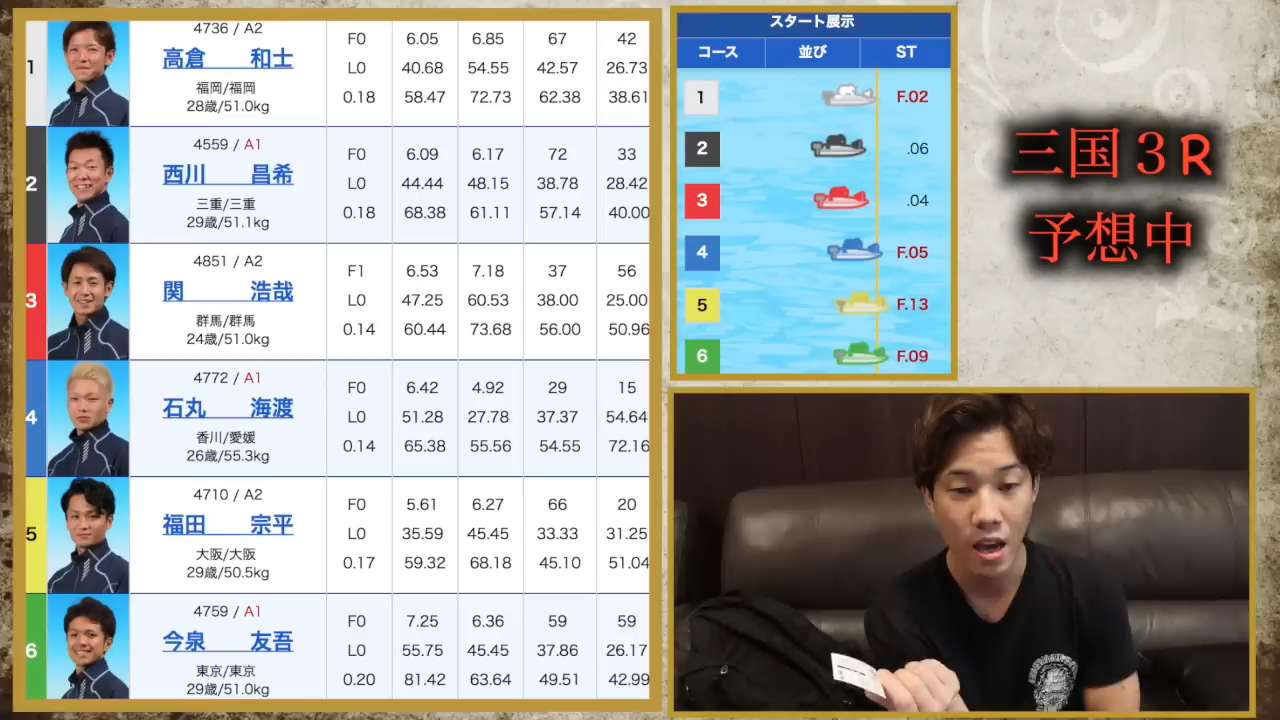 1
4736 / A2
高倉 和士
福岡/福岡
28歳/51.0kg
F0 6.05 6.85 67 42
L0 40.68 54.55 42.57 26.73
0.18 58.47 72.73 62.38 38.61
2
4559 / A1
西川 昌希
三重/三重
29歳/51.1kg
F0 6.09 6.17 72 33
L0 44.44 48.15 38.78 28.42
0.18 68.38 61.11 57.14 40.00
3
4851 / A2
関 浩哉
群馬/群馬
24歳/51.0kg
F1 6.53 7.18 37 56
L0 47.25 60.53 38.00 25.00
0.14 60.44 73.68 56.00 50.96
4
4772 / A1
石丸 海渡
香川/愛媛
26歳/55.3kg
F0 6.42 4.92 29 15
L0 51.28 27.78 37.37 54.64
0.14 65.38 55.56 54.55 72.16
5
4710 / A2
福田 宗平
大阪/大阪
29歳/50.5kg
F0 5.61 6.27 66 20
L0 35.59 45.45 33.33 31.25
0.17 59.32 68.18 45.10 51.04
6
4759 / A1
今泉 友吾
東京/東京
29歳/51.0kg
F0 7.25 6.36 59 59
L0 55.75 45.45 37.86 26.17
0.20 81.42 63.64 49.51 42.99
スタート展示
コース 並び ST
1 F.02
2 .06
3 .04
4 F.05
5 F.13
6 F.09
三国３R
予想中